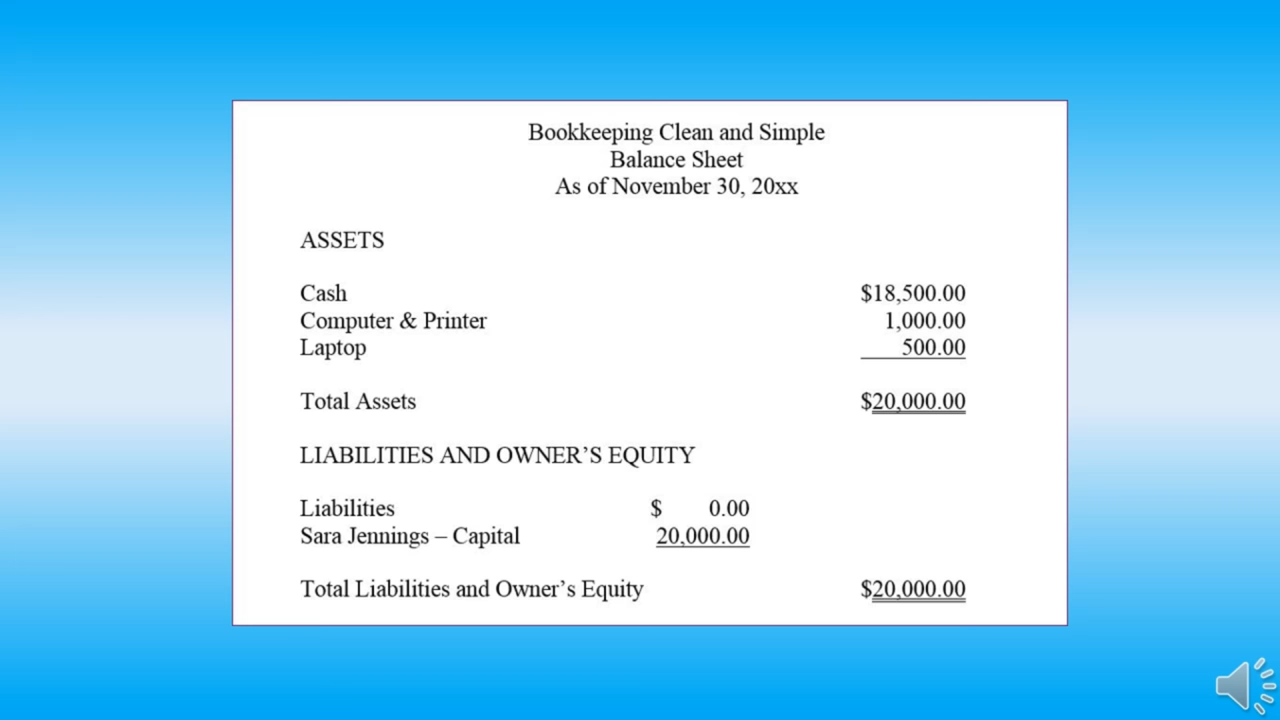 Bookkeeping Clean and Simple
Balance Sheet
As of November 30, 20xx
ASSETS
Cash $18,500.00
Computer & Printer 1,000.00
Laptop 500.00
Total Assets $20,000.00
LIABILITIES AND OWNER’S EQUITY
Liabilities $ 0.00
Sara Jennings – Capital 20,000.00
Total Liabilities and Owner’s Equity $20,000.00